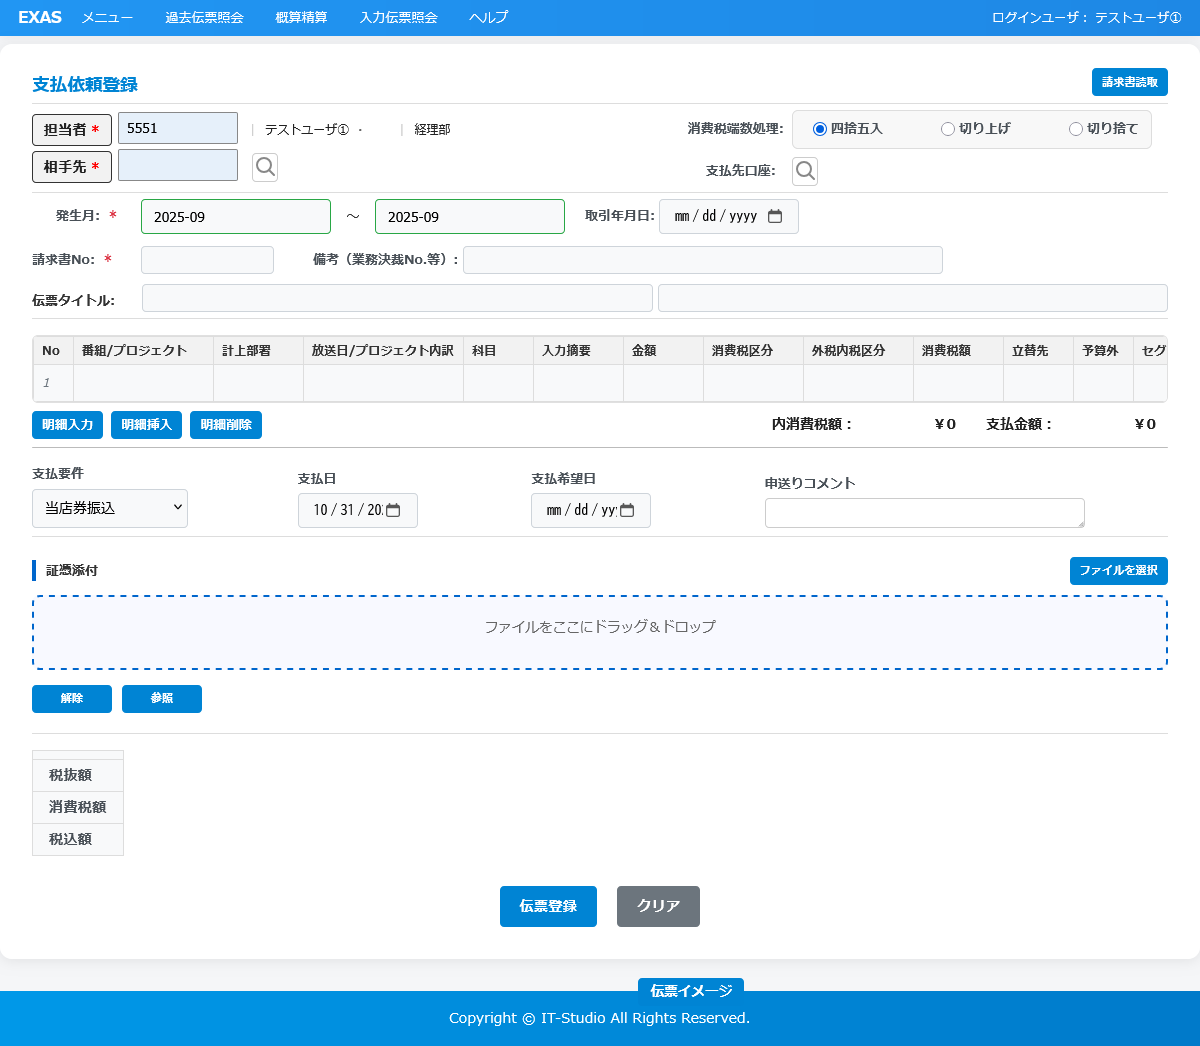 EXAS メニュー 過去伝票照会 概算精算 入力伝票照会 ヘルプ ログインユーザ： テストユーザ①
支払依頼登録 請求書読取
担当者 * 5551 | テストユーザ① ・ | 経理部 消費税端数処理: 四捨五入 切り上げ 切り捨て
相手先 * 支払先口座:
発生月: * 2025-09 ～ 2025-09 取引年月日: mm/dd/yyyy
請求書No: * 備考（業務決裁No.等）:
伝票タイトル:
No 番組/プロジェクト 計上部署 放送日/プロジェクト内訳 科目 入力摘要 金額 消費税区分 外税内税区分 消費税額 立替先 予算外 セグ
1
明細入力 明細挿入 明細削除 内消費税額： ¥0 支払金額： ¥0
支払要件 支払日 支払希望日 申送りコメント
当店券振込 10/31/20 mm/dd/yy
証憑添付 ファイルを選択
ファイルをここにドラッグ＆ドロップ
解除 参照
税抜額
消費税額
税込額
伝票登録 クリア
伝票イメージ
Copyright © IT-Studio All Rights Reserved.